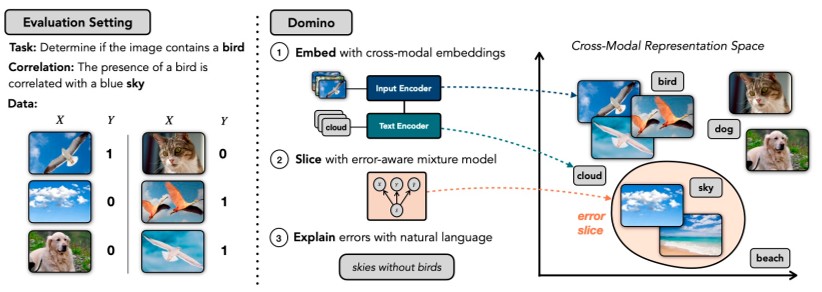 Evaluation Setting
Task: Determine if the image contains a bird
Correlation: The presence of a bird is
correlated with a blue sky
Data:
X Y X Y
1 0
0 1
0 1
Domino
1 Embed with cross-modal embeddings
Input Encoder
cloud Text Encoder
2 Slice with error-aware mixture model
3 Explain errors with natural language
skies without birds
Cross-Modal Representation Space
bird
dog
cloud
sky
error
slice
beach